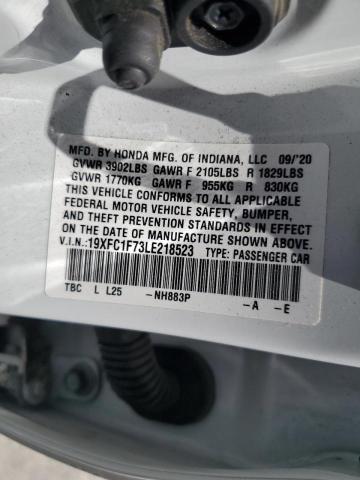 MFD. BY HONDA MFG. OF INDIANA, LLC 09/'20
GVWR 3902LBS GAWR F 2105LBS R 1829LBS
GVWR 1770KG GAWR F 955KG R 830KG
THIS VEHICLE CONFORMS TO ALL APPLICABLE
FEDERAL MOTOR VEHICLE SAFETY, BUMPER,
AND THEFT PREVENTION STANDARDS IN EFFECT
ON THE DATE OF MANUFACTURE SHOWN ABOVE.
V.I.N.:19XFC1F73LE218523 TYPE: PASSENGER CAR
TBC L L25 -NH883P -A -E